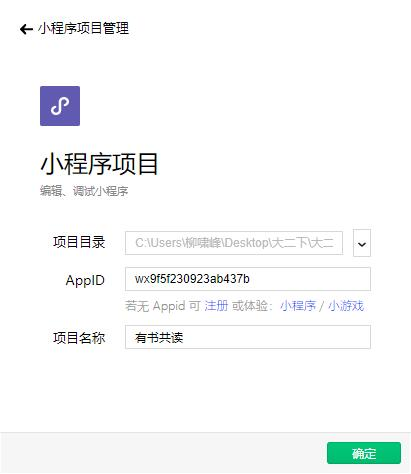 小程序项目管理
小程序项目
编辑、调试小程序
项目目录 C:\Users\柳啸峰\Desktop\大二下\大二
AppID wx9f5f230923ab437b
若无 Appid 可 注册 或体验：小程序 / 小游戏
项目名称 有书共读
确定